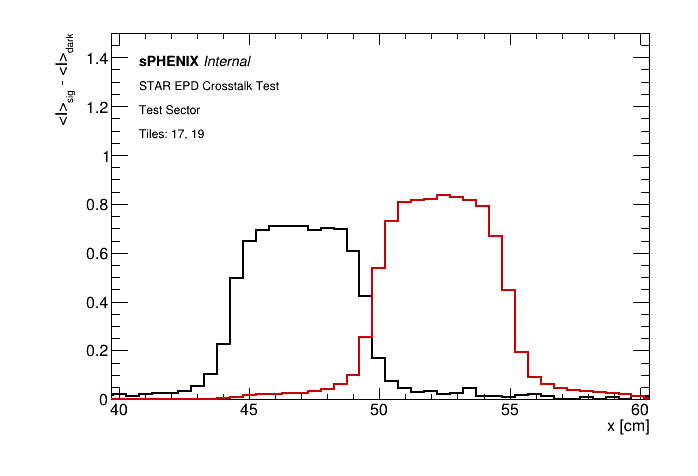 <I>sig - <I>dark
1.4
1.2
1
0.8
0.6
0.4
0.2
0
sPHENIX Internal
STAR EPD Crosstalk Test
Test Sector
Tiles: 17, 19
40 45 50 55 60
x [cm]